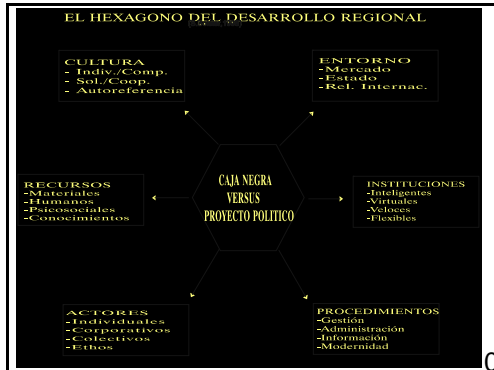 EL HEXAGONO DEL DESARROLLO REGIONAL
CULTURA
- Indiv./Comp.
- Sol./Coop.
- Autoreferencia
ENTORNO
-Mercado
-Estado
-Rel. Internac.
RECURSOS
-Materiales
-Humanos
-Psicosociales
-Conocimientos
CAJA NEGRA
VERSUS
PROYECTO POLITICO
INSTITUCIONES
-Inteligentes
-Virtuales
-Veloces
-Flexibles
ACTORES
- Individuales
- Corporativos
- Colectivos
- Ethos
PROCEDIMIENTOS
-Gestión
-Administración
-Información
-Modernidad